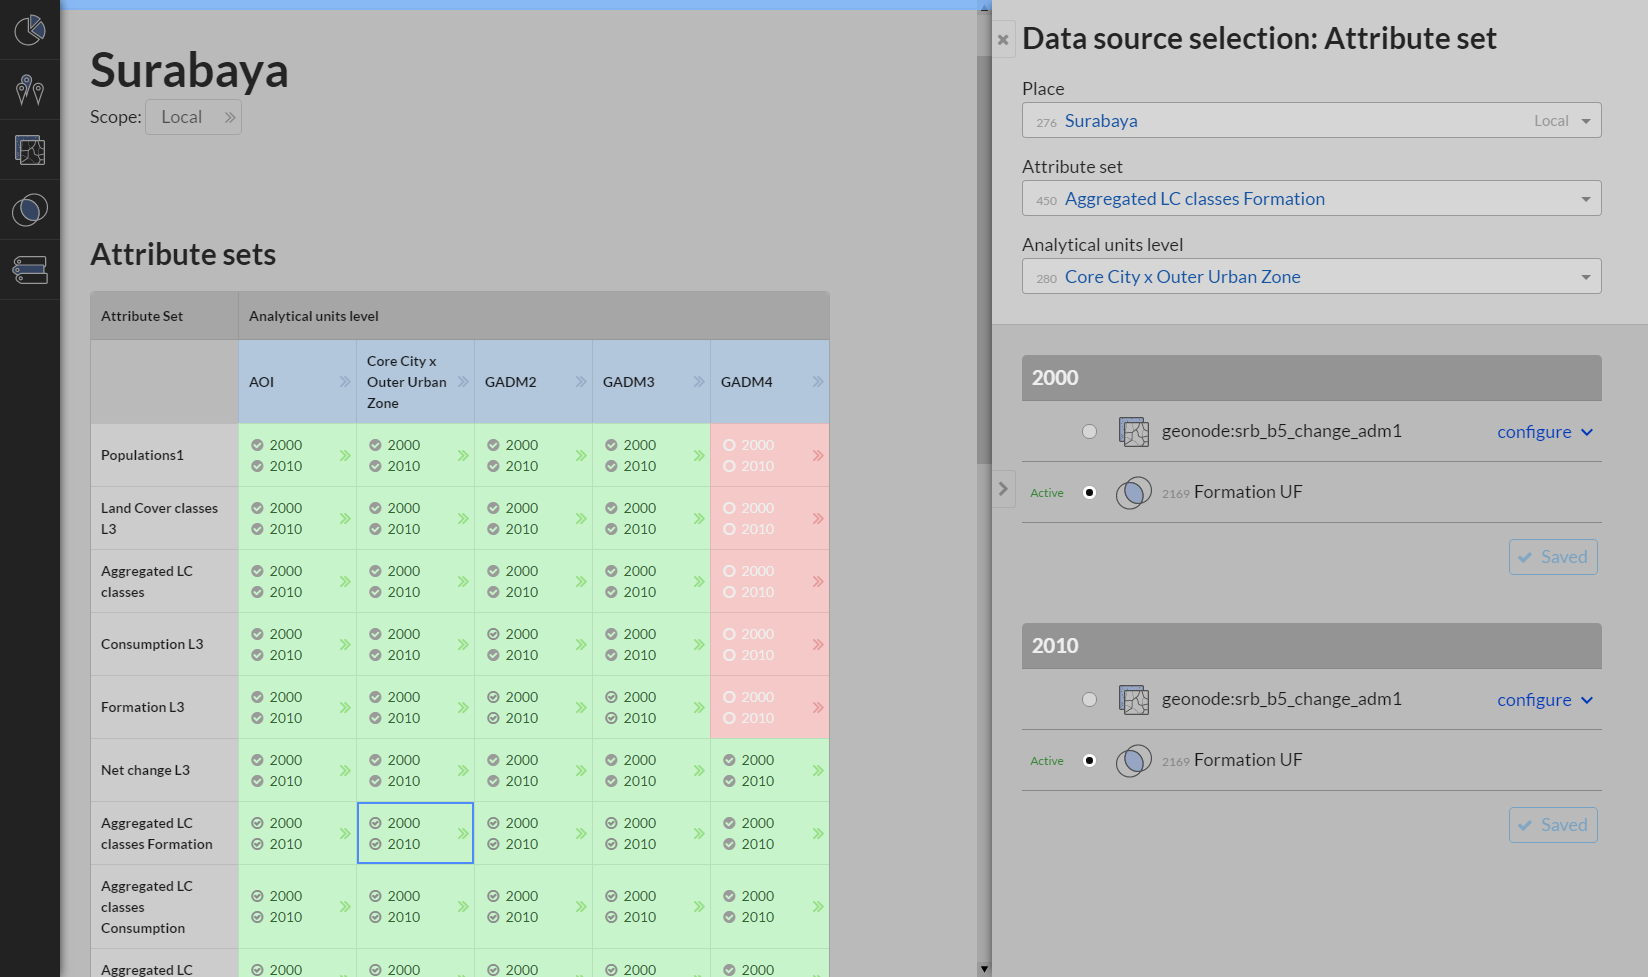 Surabaya
Scope: Local
Attribute sets
Attribute Set Analytical units level
AOI Core City x Outer Urban Zone GADM2 GADM3 GADM4
Populations1
2000 2000 2000 2000 2000
2010 2010 2010 2010 2010
Land Cover classes L3
2000 2000 2000 2000 2000
2010 2010 2010 2010 2010
Aggregated LC classes
2000 2000 2000 2000 2000
2010 2010 2010 2010 2010
Consumption L3
2000 2000 2000 2000 2000
2010 2010 2010 2010 2010
Formation L3
2000 2000 2000 2000 2000
2010 2010 2010 2010 2010
Net change L3
2000 2000 2000 2000 2000
2010 2010 2010 2010 2010
Aggregated LC classes Formation
2000 2000 2000 2000 2000
2010 2010 2010 2010 2010
Aggregated LC classes Consumption
2000 2000 2000 2000 2000
2010 2010 2010 2010 2010
Aggregated LC
2000 2000 2000 2000 2000
Data source selection: Attribute set
Place
276 Surabaya Local
Attribute set
450 Aggregated LC classes Formation
Analytical units level
280 Core City x Outer Urban Zone
2000
geonode:srb_b5_change_adm1 configure
Active 2169 Formation UF
Saved
2010
geonode:srb_b5_change_adm1 configure
Active 2169 Formation UF
Saved